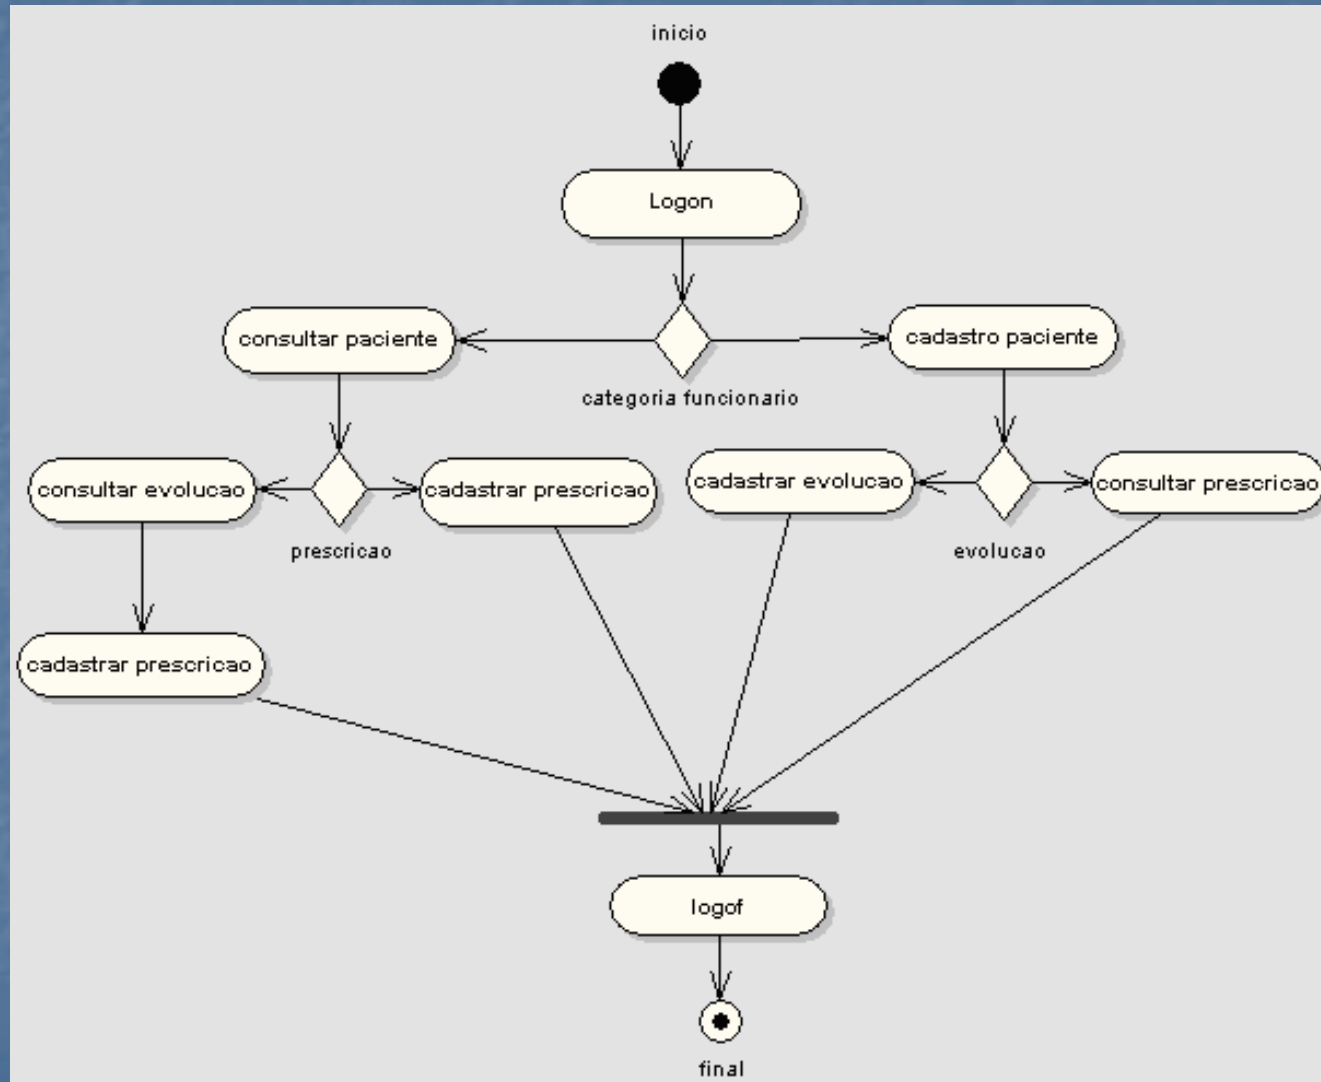 inicio
Logon
consultar paciente
cadastro paciente
categoria funcionario
consultar evolucao
cadastrar prescricao
cadastrar evolucao
consultar prescricao
prescricao
evolucao
cadastrar prescricao
logof
final